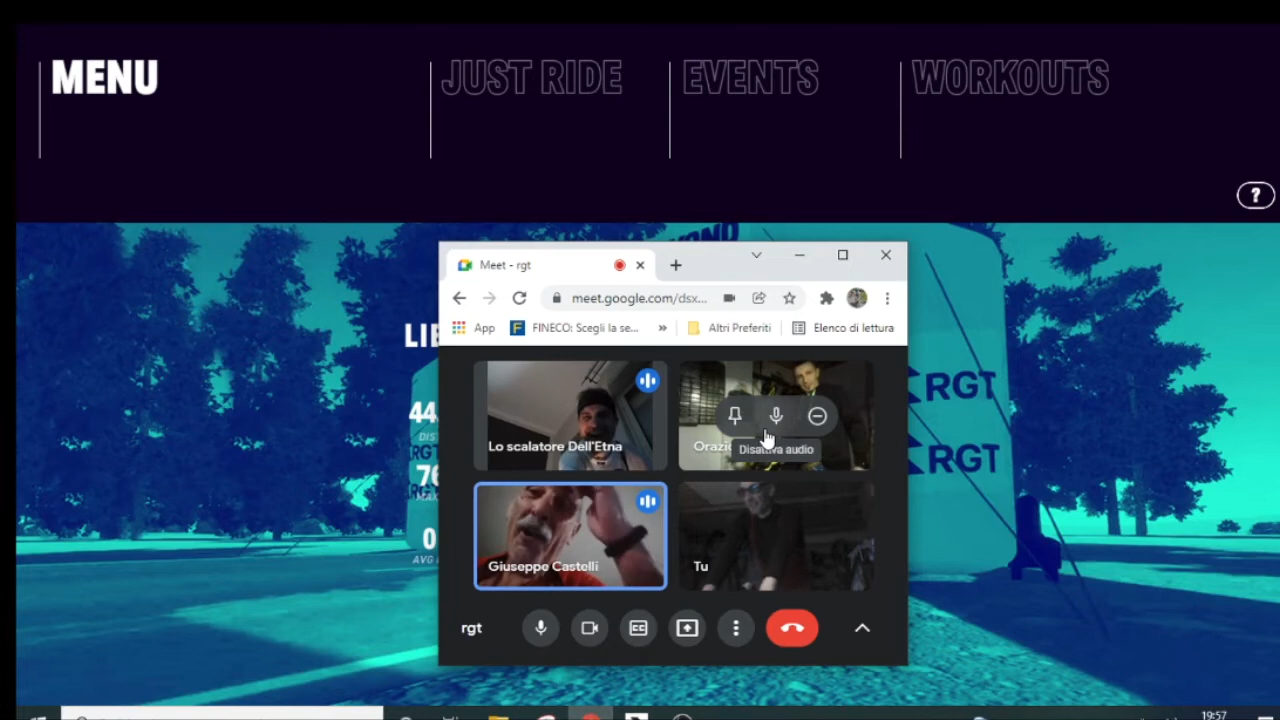 MENU
JUST RIDE
EVENTS
WORKOUTS
?
Meet - rgt
meet.google.com/dsx...
App
FINECO: Scegli la se...
Altri Preferiti
Elenco di lettura
RGT
RGT
Lo scalatore Dell'Etna
Disattiva audio
Giuseppe Castelli
Tu
rgt
19:57